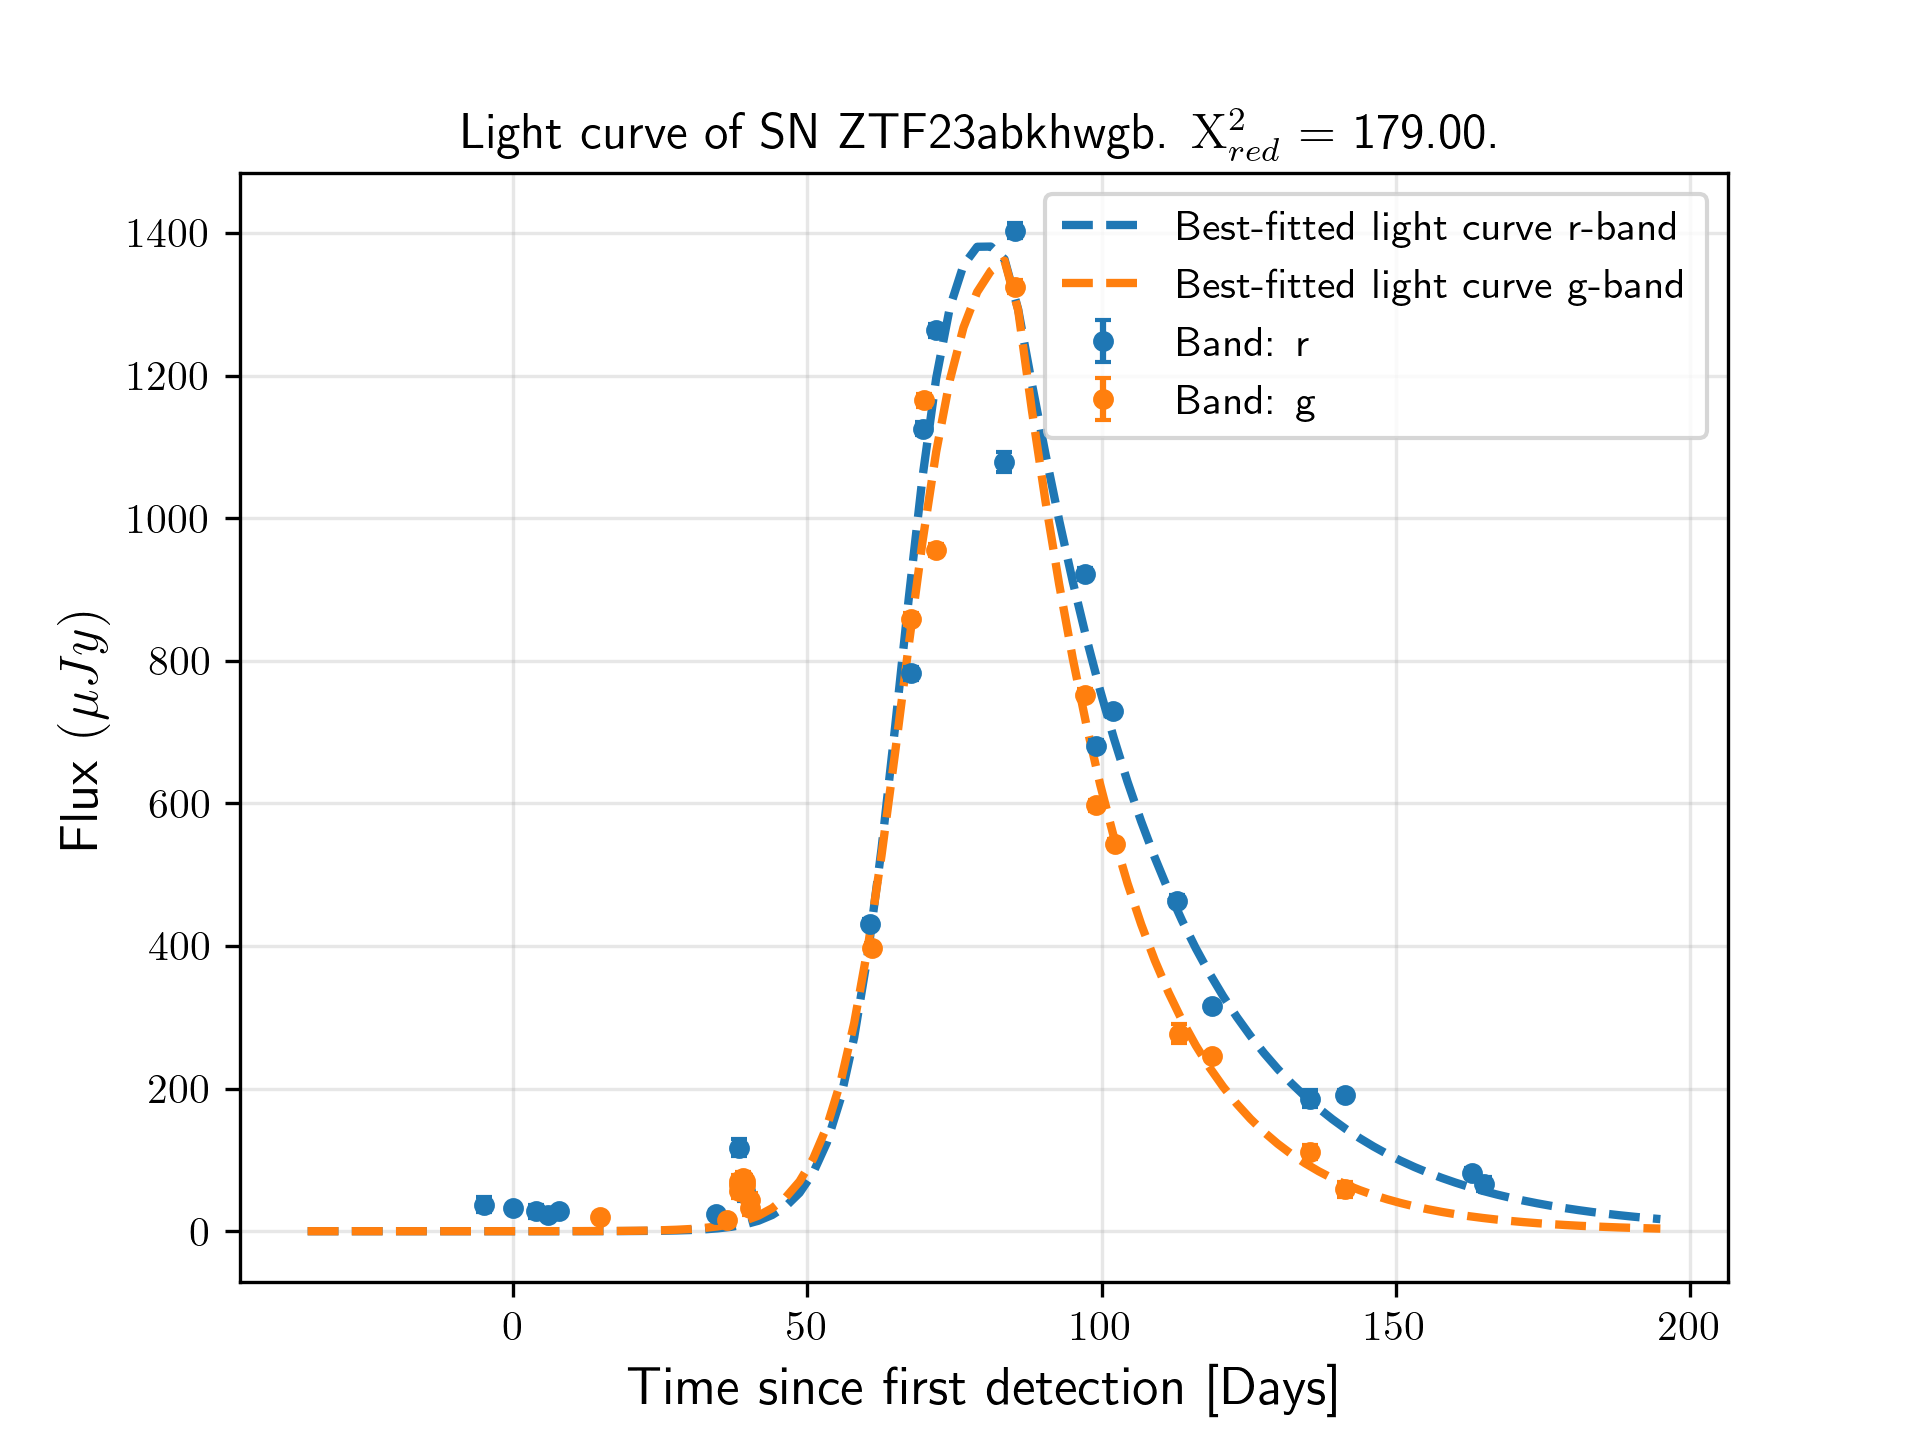 Light curve of SN ZTF23abkhwgb. X²_red = 179.00.
Best-fitted light curve r-band
Best-fitted light curve g-band
Band: r
Band: g
1400
1200
1000
800
600
400
200
0
Flux (μJy)
0 50 100 150 200
Time since first detection [Days]